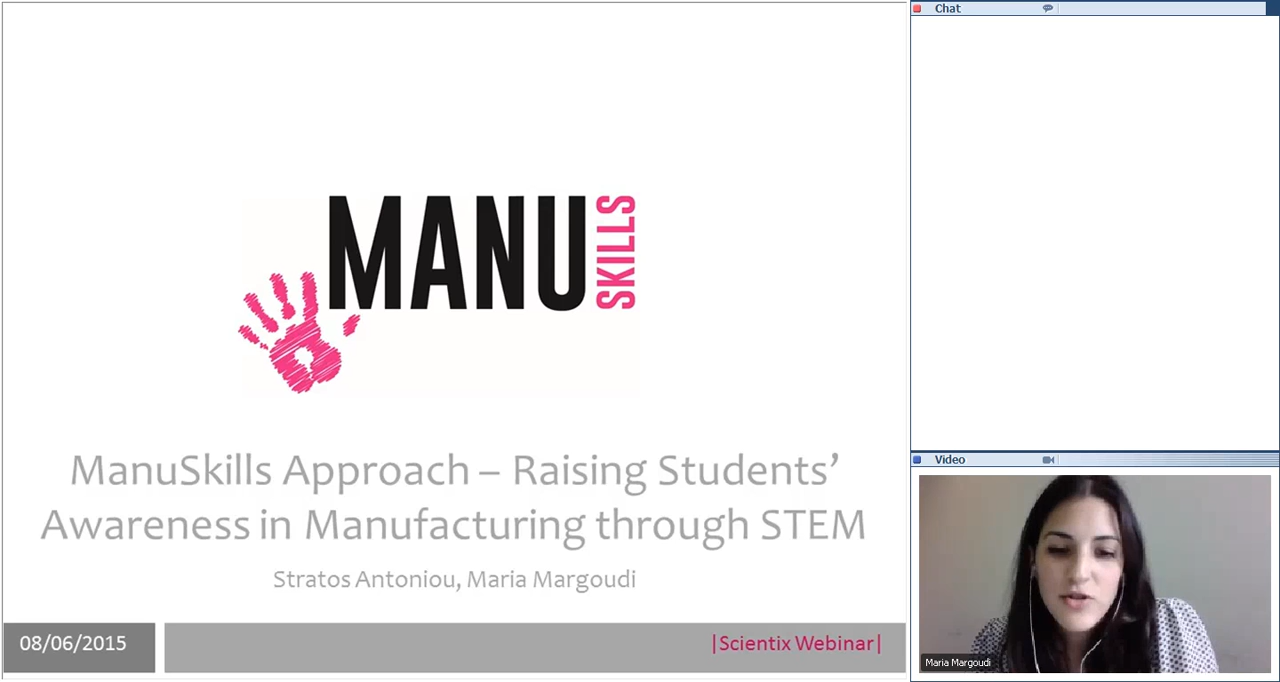 MANU
SKILLS
ManuSkills Approach – Raising Students’
Awareness in Manufacturing through STEM
Stratos Antoniou, Maria Margoudi
08/06/2015
|Scientix Webinar|
Chat
Video
Maria Margoudi